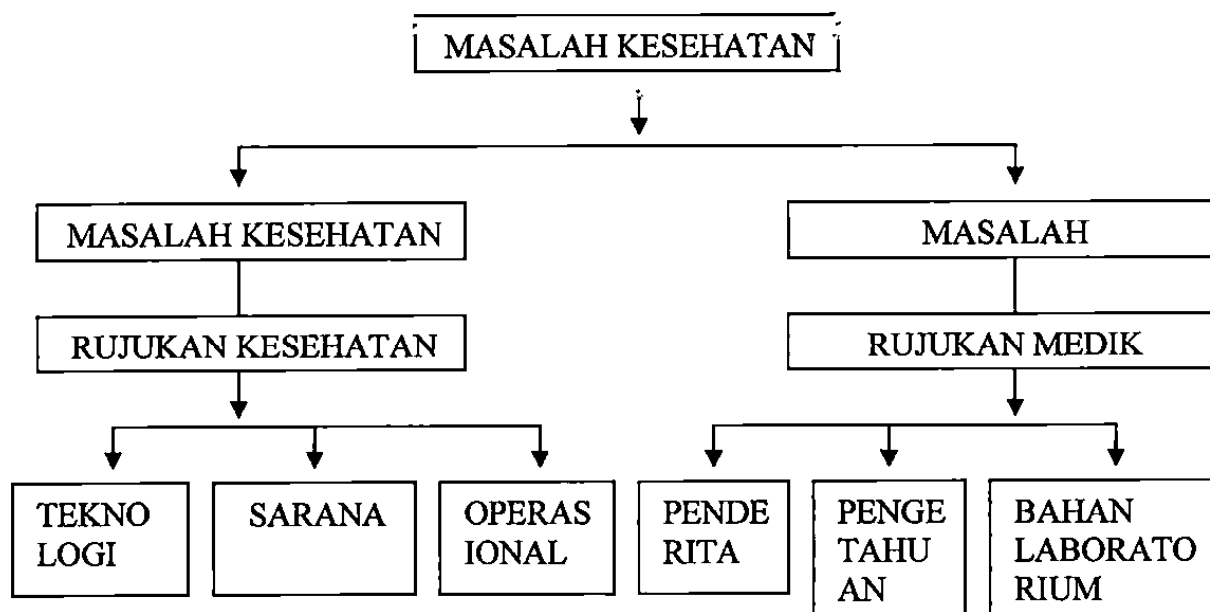 MASALAH KESEHATAN
MASALAH KESEHATAN
MASALAH
RUJUKAN KESEHATAN
RUJUKAN MEDIK
TEKNO
LOGI
SARANA
OPERAS
IONAL
PENDE
RITA
PENGE
TAHU
AN
BAHAN
LABORATO
RIUM